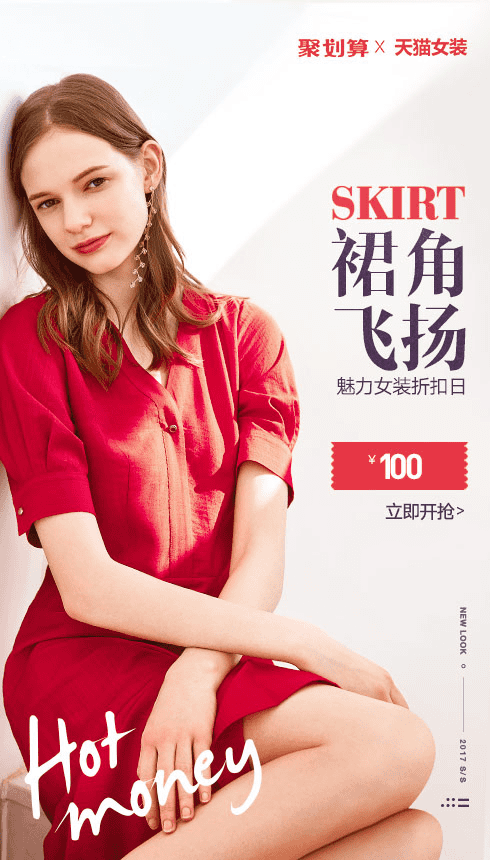 聚划算 X 天猫女装
SKIRT
裙角
飞扬
魅力女装折扣日
¥100
立即开抢>
NEW LOOK
2017 S/S
Hot
money